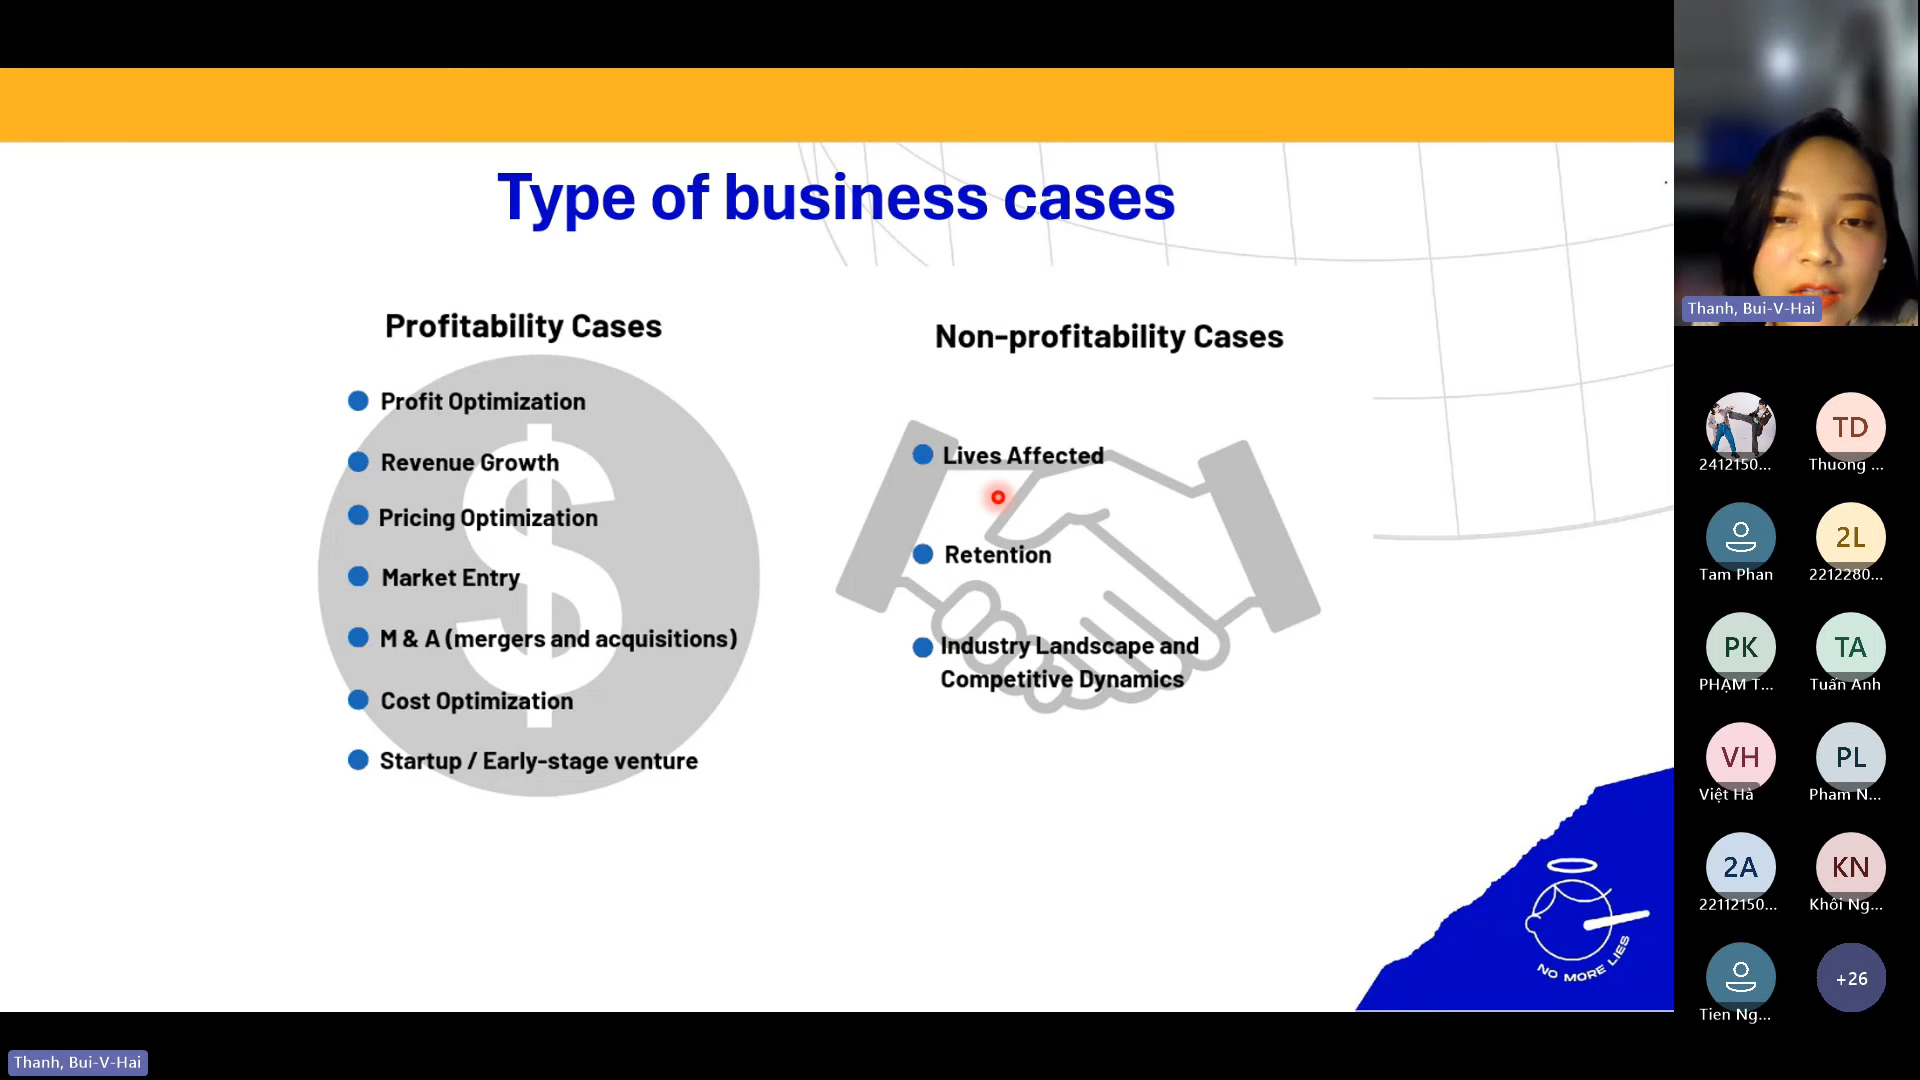 Type of business cases
Profitability Cases
Profit Optimization
Revenue Growth
Pricing Optimization
Market Entry
M & A (mergers and acquisitions)
Cost Optimization
Startup / Early-stage venture
Non-profitability Cases
Lives Affected
Retention
Industry Landscape and
Competitive Dynamics
NO MORE LIES
Thanh, Bui-V-Hai
2412150...
TD
Thuong ...
Tam Phan
2L
2212280...
PK
PHẠM T...
TA
Tuấn Anh
VH
Việt Hà
PL
Pham N...
2A
22112150...
KN
Khôi Ng...
Tien Ng...
+26
Thanh, Bui-V-Hai